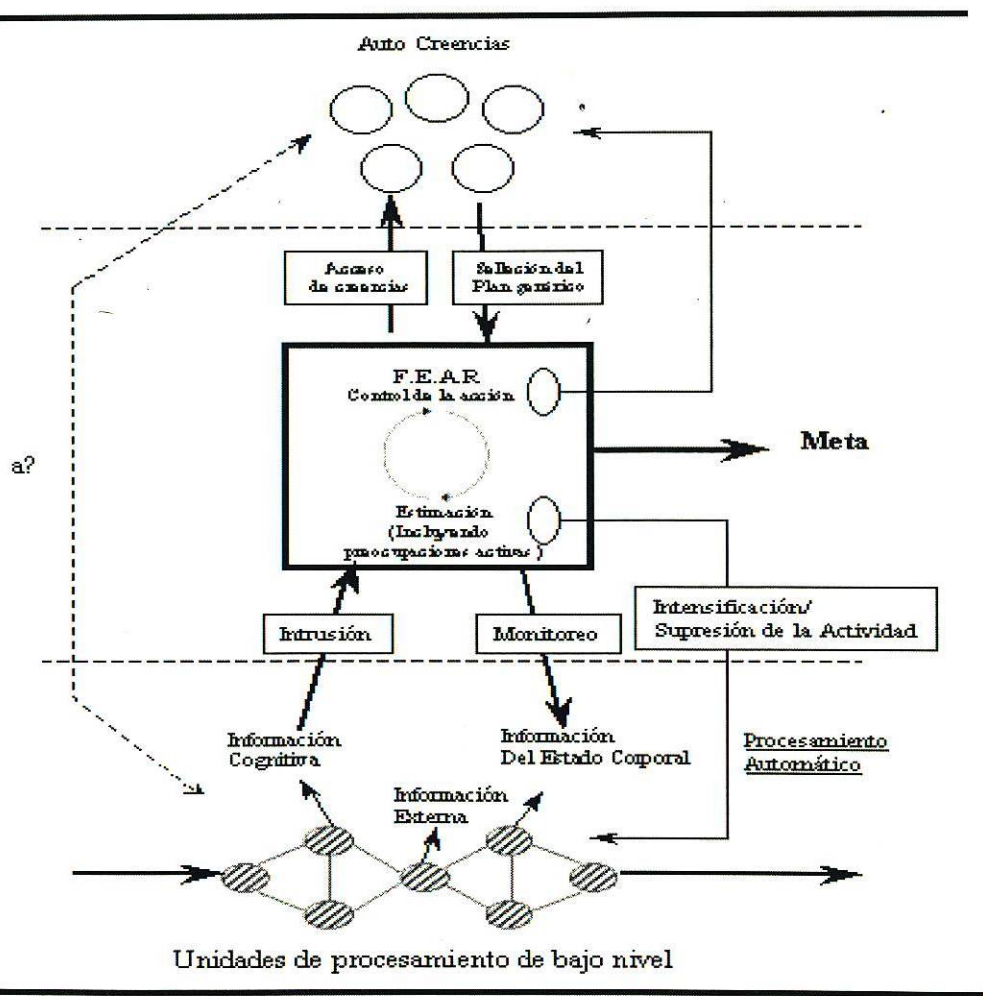 Auto Creencias
Acceso
de creencias
Sellación del
Plan genérico
F.E.A.R
Control de la acción
Meta
a?
Estimación
(Incluyendo
preocupaciones activas)
Intrusión
Monitoreo
Intensificación/
Supresión de la Actividad
Información
Cognitiva
Información
Del Estado Corporal
Procesamiento
Automático
Información
Externa
Unidades de procesamiento de bajo nivel